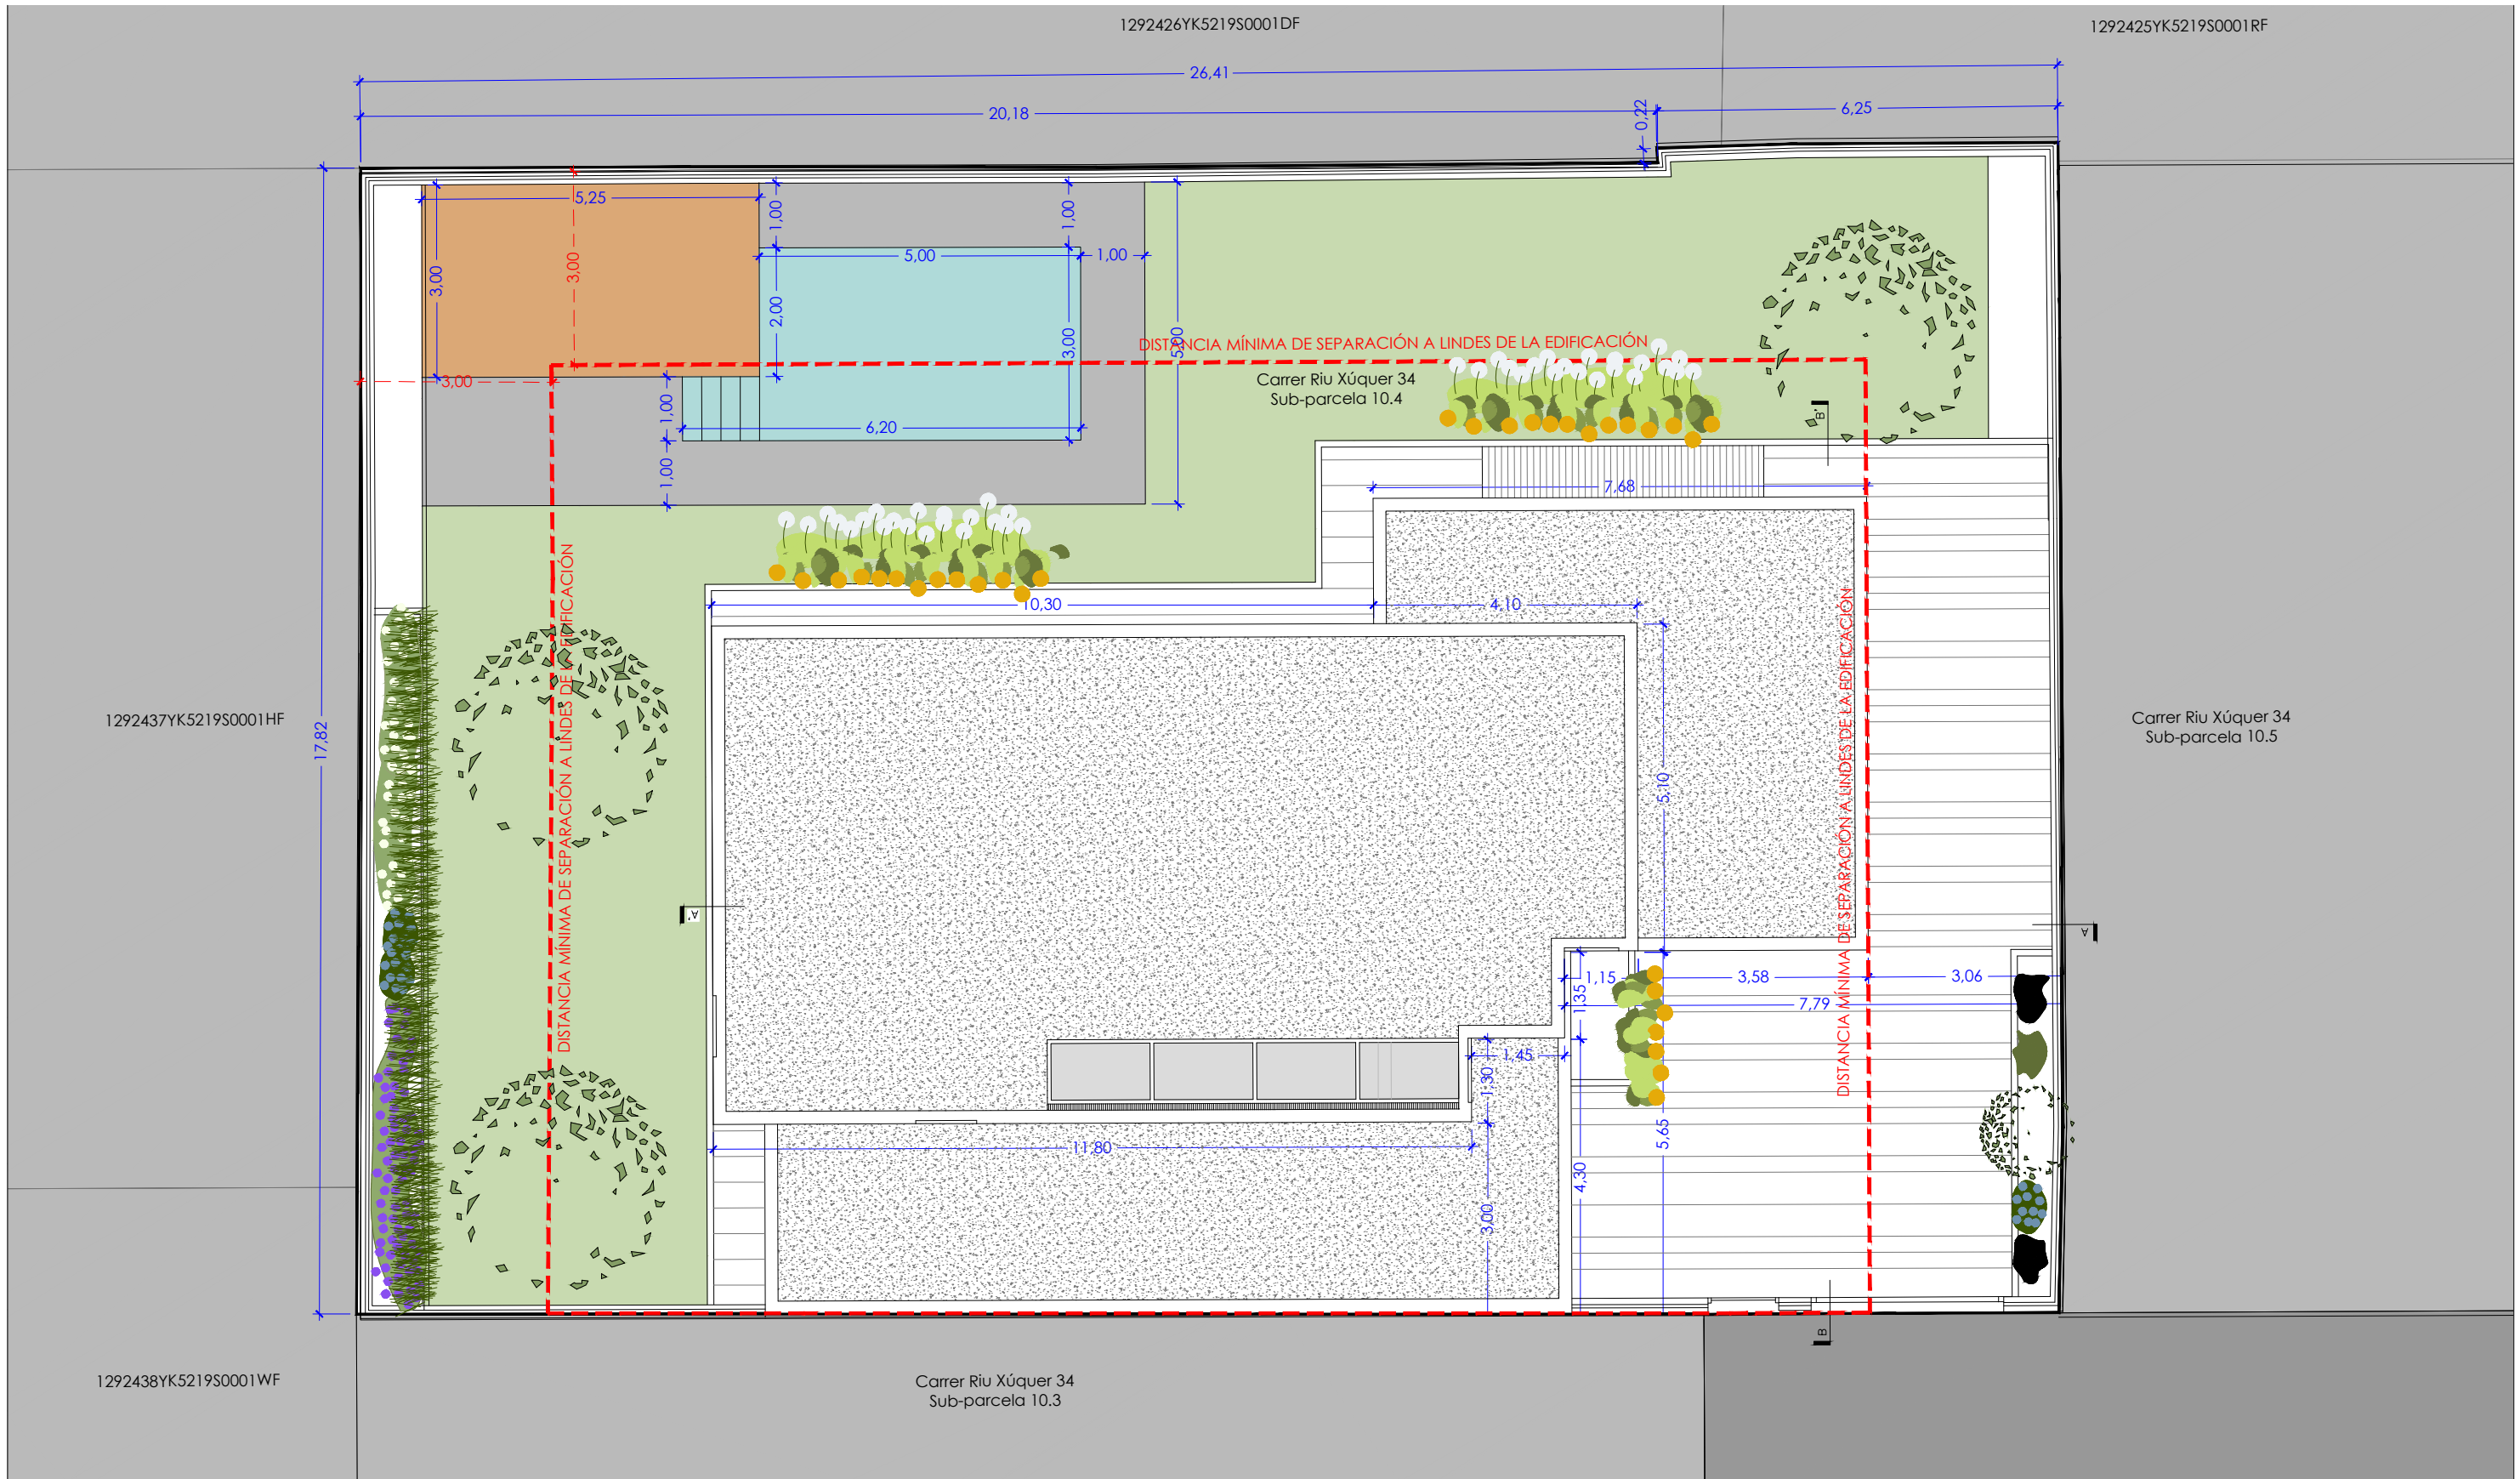 1292426YK5219S0001DF
1292425YK5219S0001RF
26,41
20,18
0,22
6,25
5,25
1,00
1,00
3,00
3,00
5,00
1,00
2,00
3,00
5,00
DISTANCIA MÍNIMA DE SEPARACIÓN A LINDES DE LA EDIFICACIÓN
3,00
Carrer Riu Xúquer 34
Sub-parcela 10.4
1,00
6,20
B'
1,00
7,68
10,30
4,10
DISTANCIA MÍNIMA DE SEPARACIÓN A LINDES DE LA EDIFICACIÓN
DISTANCIA MÍNIMA DE SEPARACIÓN A LINDES DE LA EDIFICACIÓN
1292437YK5219S0001HF
17,82
Carrer Riu Xúquer 34
Sub-parcela 10.5
5,10
A'
A
1,15
3,58
3,06
1,35
7,79
1,45
1,30
11,80
5,65
4,30
3,00
B
1292438YK5219S0001WF
Carrer Riu Xúquer 34
Sub-parcela 10.3